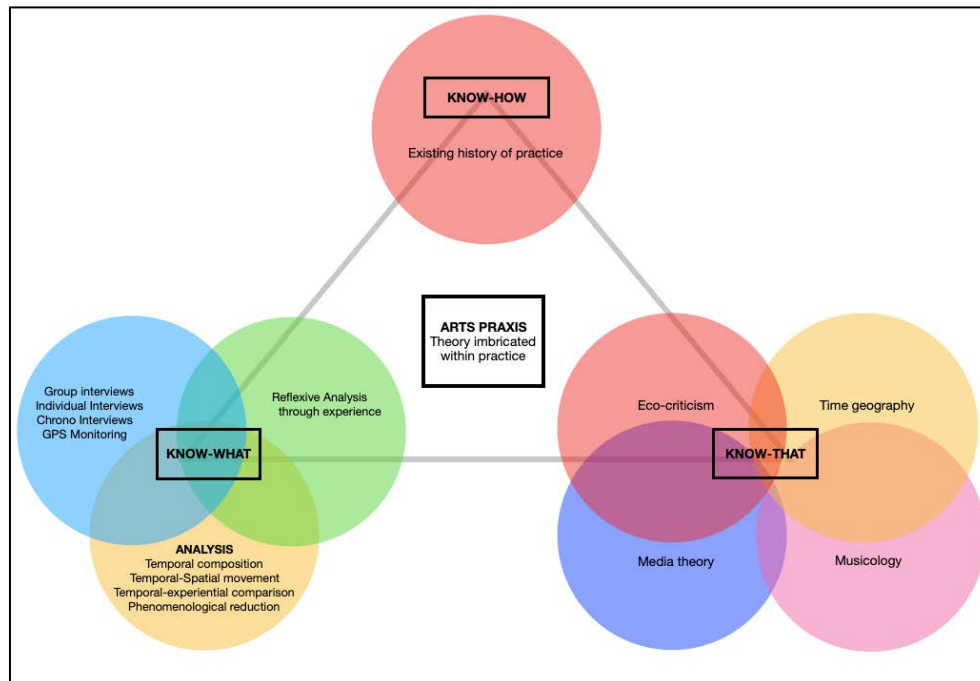 KNOW-HOW
Existing history of practice
ARTS PRAXIS
Theory imbricated
within practice
Group interviews
Individual Interviews
Chrono Interviews
GPS Monitoring
Reflexive Analysis
through experience
KNOW-WHAT
ANALYSIS
Temporal composition
Temporal-Spatial movement
Temporal-experiential comparison
Phenomenological reduction
Eco-criticism
Time geography
KNOW-THAT
Media theory
Musicology